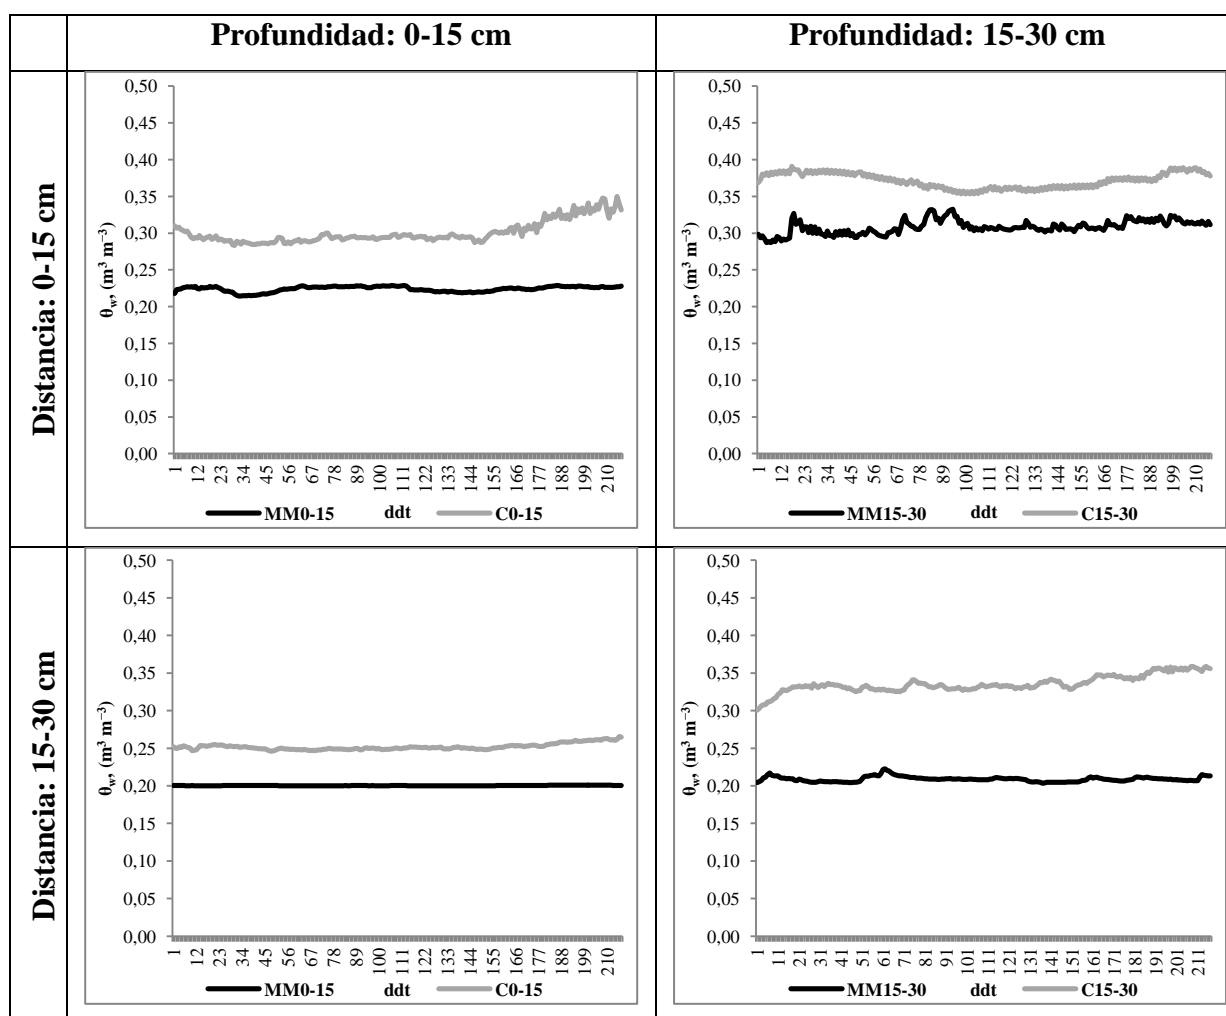 Profundidad: 0-15 cm
Profundidad: 15-30 cm
Distancia: 0-15 cm
0,50
0,45
0,40
0,35
0,30
0,25
0,20
0,15
0,10
0,05
0,00
θw, (m³ m⁻³)
1 12 23 34 45 56 67 78 89 100 111 122 133 144 155 166 177 188 199 210
MM0-15 ddt C0-15
0,50
0,45
0,40
0,35
0,30
0,25
0,20
0,15
0,10
0,05
0,00
θw, (m³ m⁻³)
1 12 23 34 45 56 67 78 89 100 111 122 133 144 155 166 177 188 199 210
MM15-30 ddt C15-30
Distancia: 15-30 cm
0,50
0,45
0,40
0,35
0,30
0,25
0,20
0,15
0,10
0,05
0,00
θw, (m³ m⁻³)
1 12 23 34 45 56 67 78 89 100 111 122 133 144 155 166 177 188 199 210
MM0-15 ddt C0-15
0,50
0,45
0,40
0,35
0,30
0,25
0,20
0,15
0,10
0,05
0,00
θw, (m³ m⁻³)
1 11 21 31 41 51 61 71 81 91 101 111 121 131 141 151 161 171 181 191 201 211
MM15-30 ddt C15-30